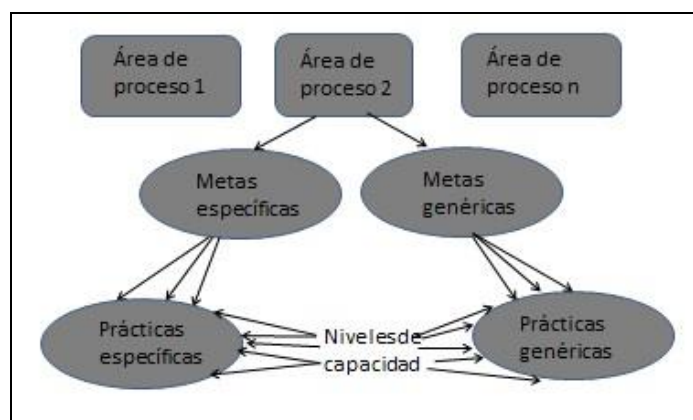 Área de
proceso 1
Área de
proceso 2
Área de
proceso n
Metas
específicas
Metas
genéricas
Prácticas
específicas
Nivelesde
capacidad
Prácticas
genéricas